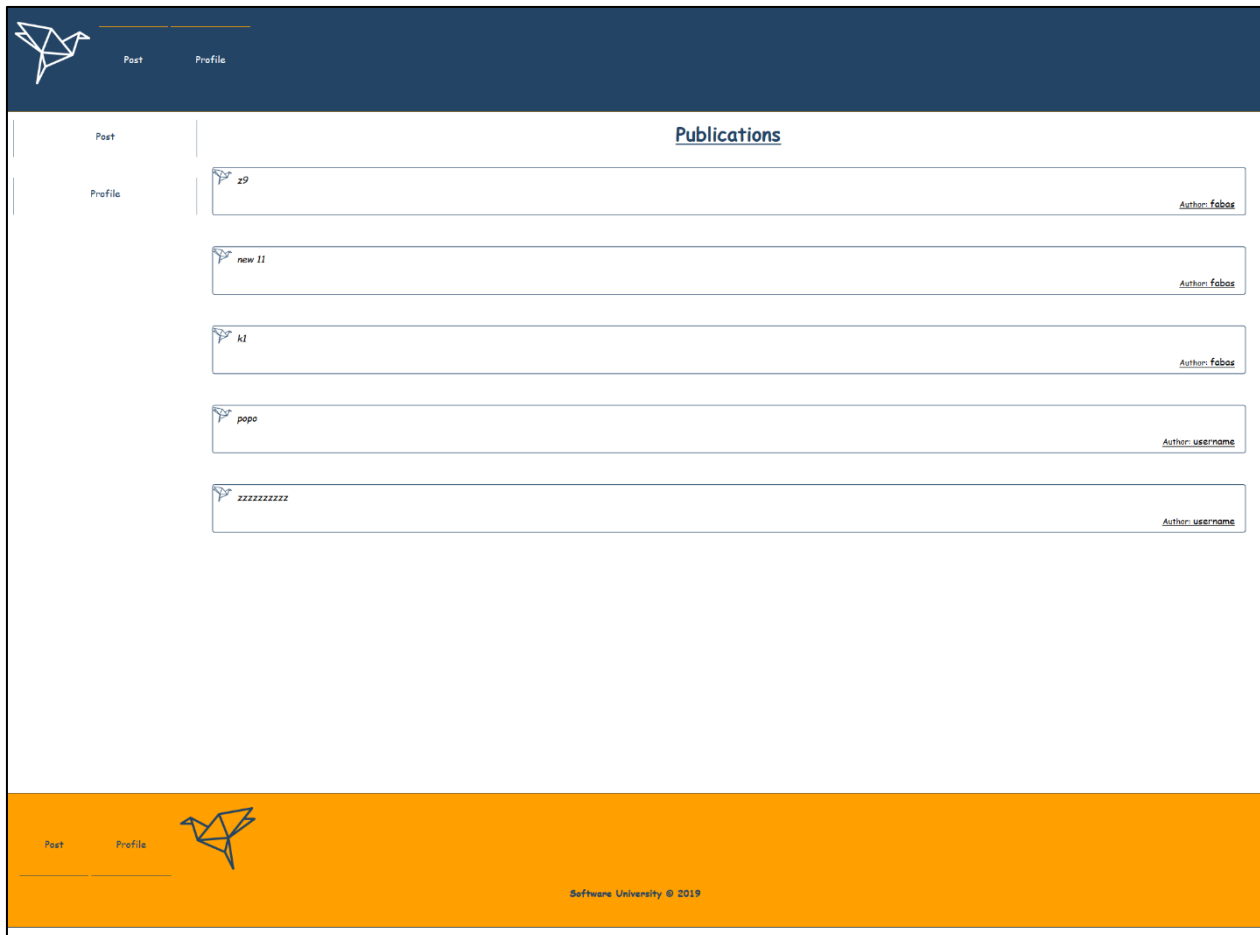 Post Profile
Post
Profile
Publications
z9
Author: fabas
new 11
Author: fabas
k1
Author: fabas
popo
Author: username
zzzzzzzzzz
Author: username
Post Profile
Software University © 2019